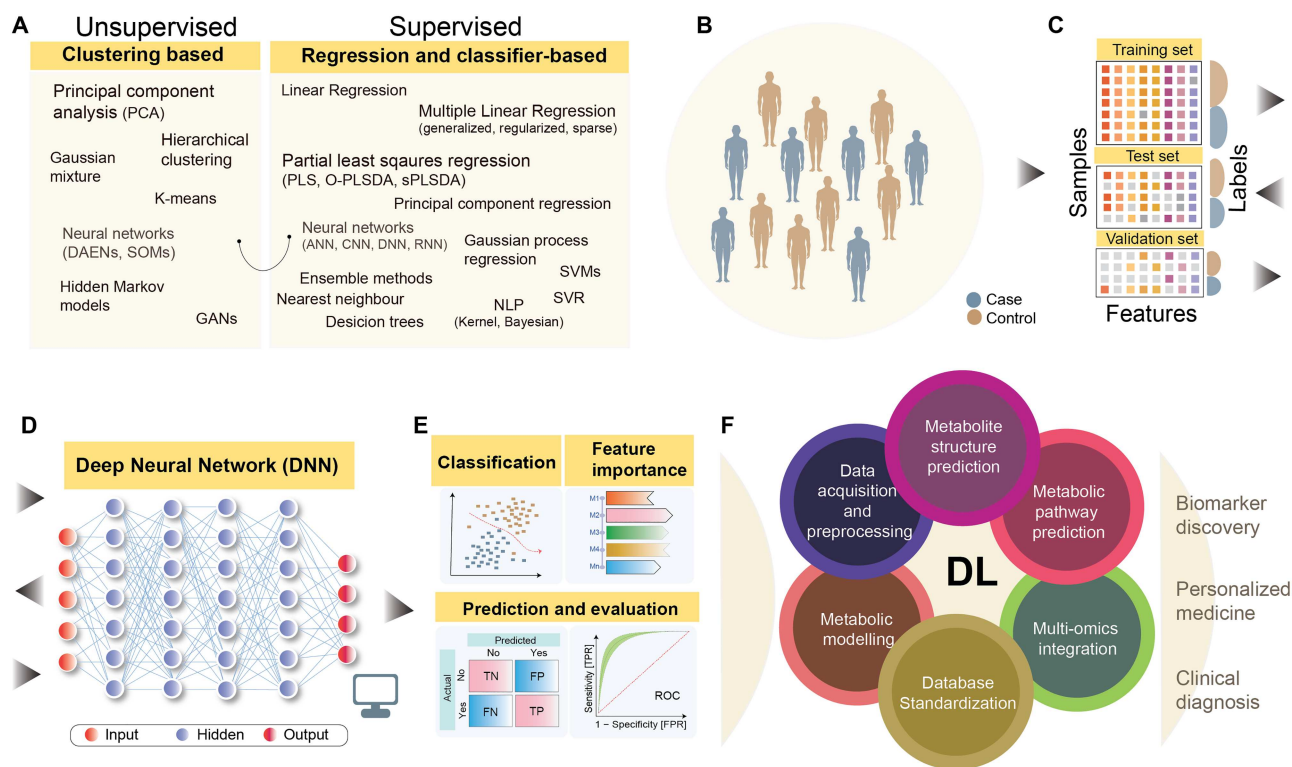 A
Unsupervised
Clustering based
Principal component
analysis (PCA)
Hierarchical
clustering
Gaussian
mixture
K-means
Neural networks
(DAENs, SOMs)
Hidden Markov
models
GANs
Supervised
Regression and classifier-based
Linear Regression
Multiple Linear Regression
(generalized, regularized, sparse)
Partial least sqaures regression
(PLS, O-PLSDA, sPLSDA)
Principal component regression
Neural networks
(ANN, CNN, DNN, RNN)
Gaussian process
regression
SVMs
Ensemble methods
Nearest neighbour
NLP
SVR
Desicion trees
(Kernel, Bayesian)
B
Case
Control
C
Training set
Test set
Validation set
Samples
Labels
Features
D
Deep Neural Network (DNN)
Input
Hidden
Output
E
Classification
Feature
importance
M1
M2
M3
M4
Mn
Prediction and evaluation
Predicted
No
Yes
Actual
No
Yes
TN
FP
FN
TP
Sensitivity [TPR]
ROC
1 − Specificity [FPR]
F
Metabolite
structure
prediction
Data
acquisition
and
preprocessing
Metabolic
pathway
prediction
DL
Metabolic
modelling
Multi-omics
integration
Database
Standardization
Biomarker
discovery
Personalized
medicine
Clinical
diagnosis